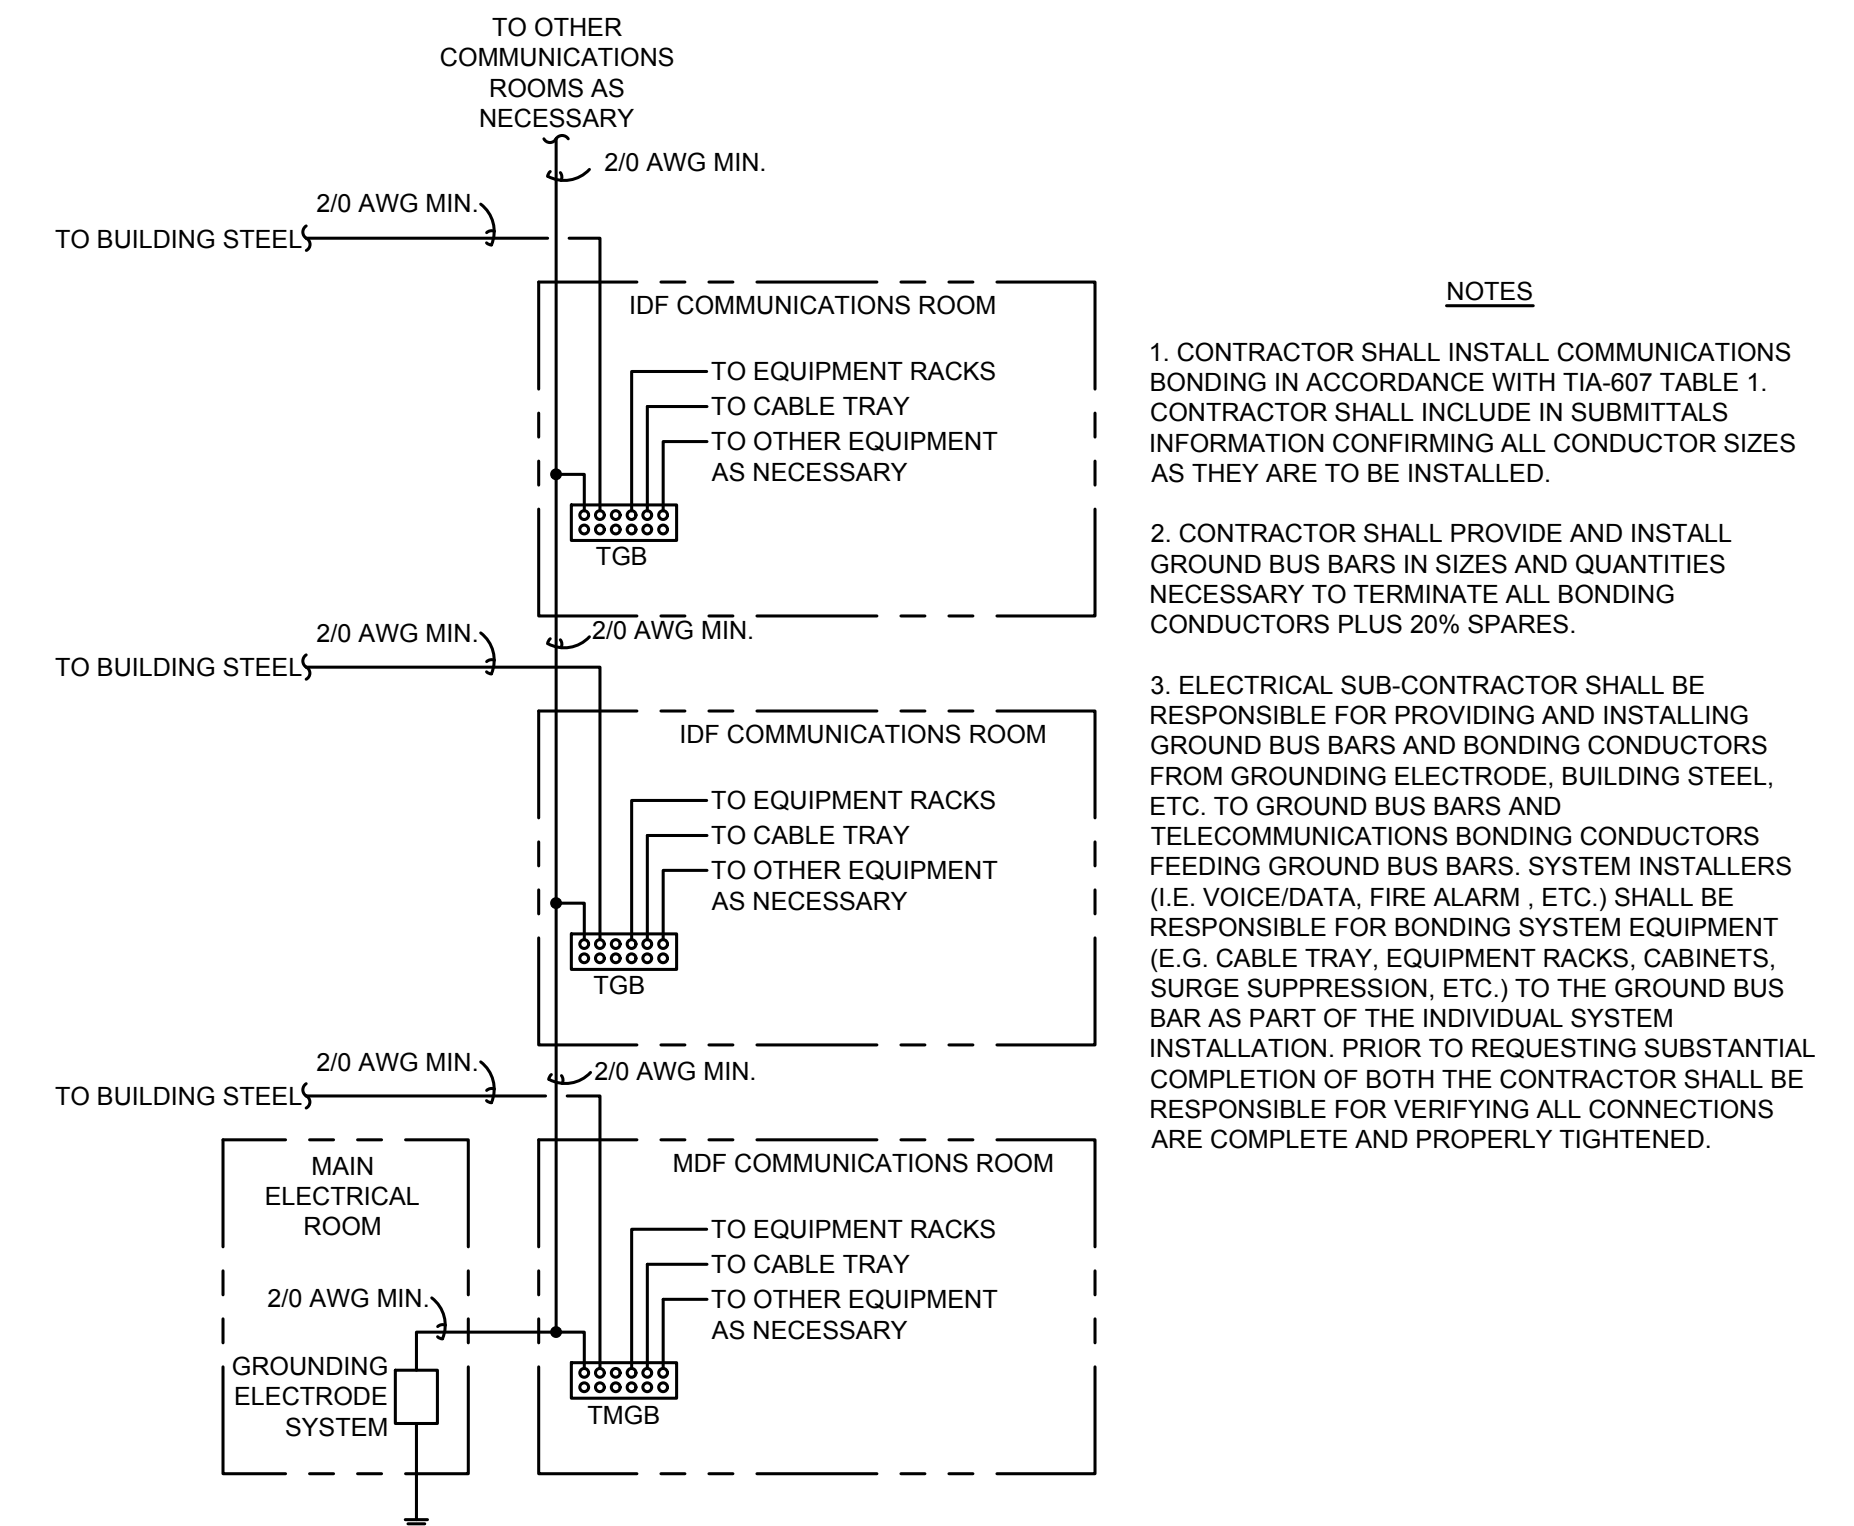 TO OTHER
COMMUNICATIONS
ROOMS AS
NECESSARY
2/0 AWG MIN.
2/0 AWG MIN.
TO BUILDING STEEL
IDF COMMUNICATIONS ROOM
TO EQUIPMENT RACKS
TO CABLE TRAY
TO OTHER EQUIPMENT
AS NECESSARY
TGB
2/0 AWG MIN.
2/0 AWG MIN.
TO BUILDING STEEL
IDF COMMUNICATIONS ROOM
TO EQUIPMENT RACKS
TO CABLE TRAY
TO OTHER EQUIPMENT
AS NECESSARY
TGB
2/0 AWG MIN.
2/0 AWG MIN.
TO BUILDING STEEL
MAIN
ELECTRICAL
ROOM
2/0 AWG MIN.
GROUNDING
ELECTRODE
SYSTEM
MDF COMMUNICATIONS ROOM
TO EQUIPMENT RACKS
TO CABLE TRAY
TO OTHER EQUIPMENT
AS NECESSARY
TMGB
NOTES
1. CONTRACTOR SHALL INSTALL COMMUNICATIONS
BONDING IN ACCORDANCE WITH TIA-607 TABLE 1.
CONTRACTOR SHALL INCLUDE IN SUBMITTALS
INFORMATION CONFIRMING ALL CONDUCTOR SIZES
AS THEY ARE TO BE INSTALLED.
2. CONTRACTOR SHALL PROVIDE AND INSTALL
GROUND BUS BARS IN SIZES AND QUANTITIES
NECESSARY TO TERMINATE ALL BONDING
CONDUCTORS PLUS 20% SPARES.
3. ELECTRICAL SUB-CONTRACTOR SHALL BE
RESPONSIBLE FOR PROVIDING AND INSTALLING
GROUND BUS BARS AND BONDING CONDUCTORS
FROM GROUNDING ELECTRODE, BUILDING STEEL,
ETC. TO GROUND BUS BARS AND
TELECOMMUNICATIONS BONDING CONDUCTORS
FEEDING GROUND BUS BARS. SYSTEM INSTALLERS
(I.E. VOICE/DATA, FIRE ALARM , ETC.) SHALL BE
RESPONSIBLE FOR BONDING SYSTEM EQUIPMENT
(E.G. CABLE TRAY, EQUIPMENT RACKS, CABINETS,
SURGE SUPPRESSION, ETC.) TO THE GROUND BUS
BAR AS PART OF THE INDIVIDUAL SYSTEM
INSTALLATION. PRIOR TO REQUESTING SUBSTANTIAL
COMPLETION OF BOTH THE CONTRACTOR SHALL BE
RESPONSIBLE FOR VERIFYING ALL CONNECTIONS
ARE COMPLETE AND PROPERLY TIGHTENED.